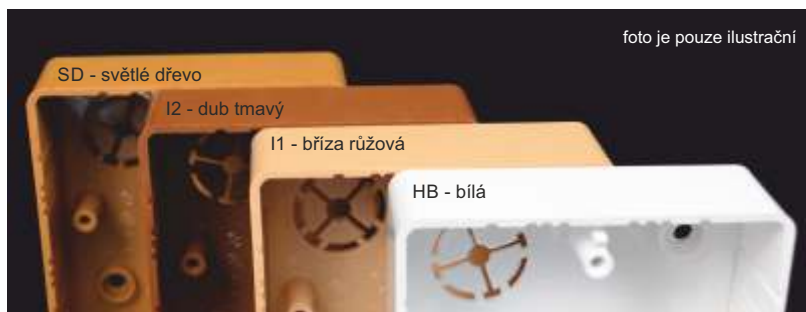 foto je pouze ilustrační
SD - světlé dřevo
I2 - dub tmavý
I1 - bříza růžová
HB - bílá